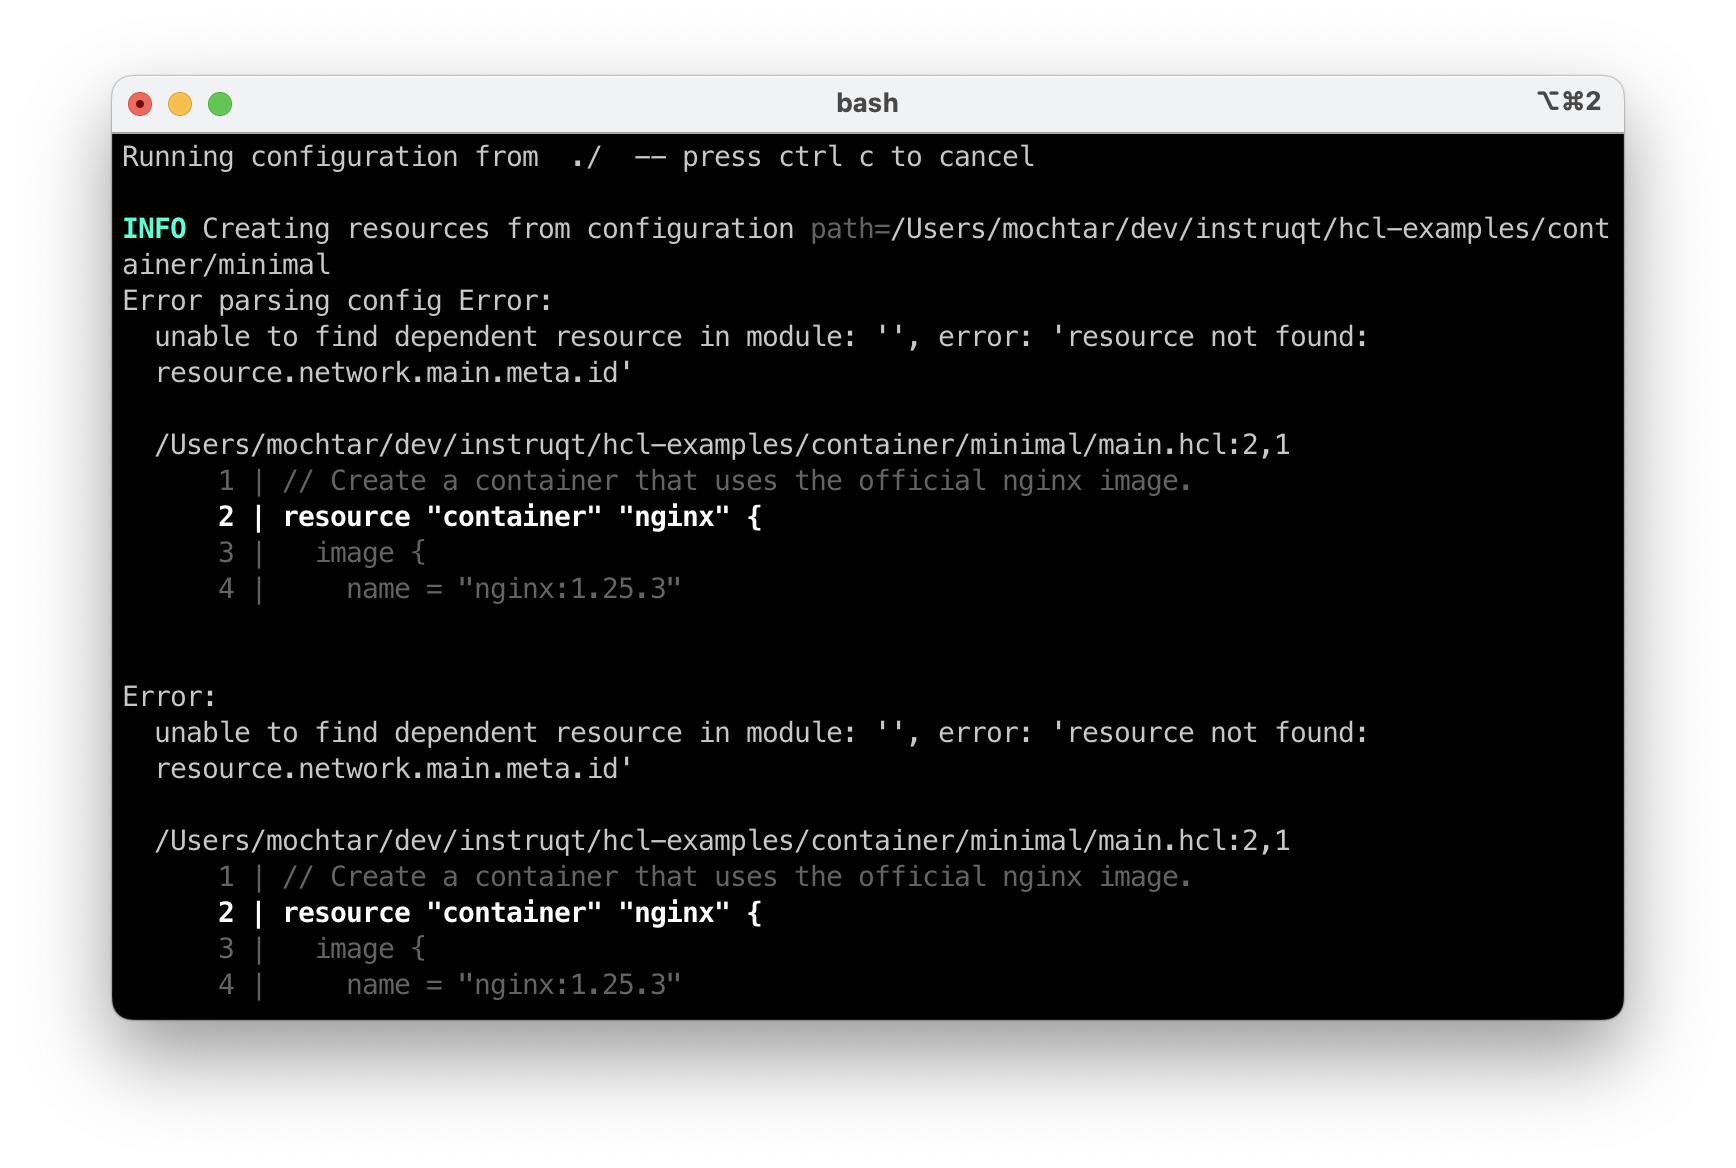 bash
⌥⌘2
Running configuration from  ./  -- press ctrl c to cancel
INFO Creating resources from configuration path=/Users/mochtar/dev/instruqt/hcl-examples/cont
ainer/minimal
Error parsing config Error:
  unable to find dependent resource in module: '', error: 'resource not found:
  resource.network.main.meta.id'
  /Users/mochtar/dev/instruqt/hcl-examples/container/minimal/main.hcl:2,1
      1 | // Create a container that uses the official nginx image.
      2 | resource "container" "nginx" {
      3 |   image {
      4 |     name = "nginx:1.25.3"
Error:
  unable to find dependent resource in module: '', error: 'resource not found:
  resource.network.main.meta.id'
  /Users/mochtar/dev/instruqt/hcl-examples/container/minimal/main.hcl:2,1
      1 | // Create a container that uses the official nginx image.
      2 | resource "container" "nginx" {
      3 |   image {
      4 |     name = "nginx:1.25.3"